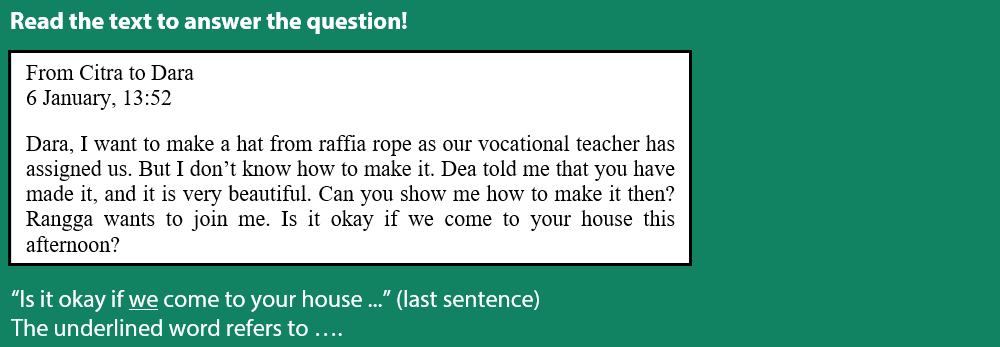 Read the text to answer the question!
From Citra to Dara
6 January, 13:52
Dara, I want to make a hat from raffia rope as our vocational teacher has
assigned us. But I don’t know how to make it. Dea told me that you have
made it, and it is very beautiful. Can you show me how to make it then?
Rangga wants to join me. Is it okay if we come to your house this
afternoon?
“Is it okay if we come to your house ...” (last sentence)
The underlined word refers to ….